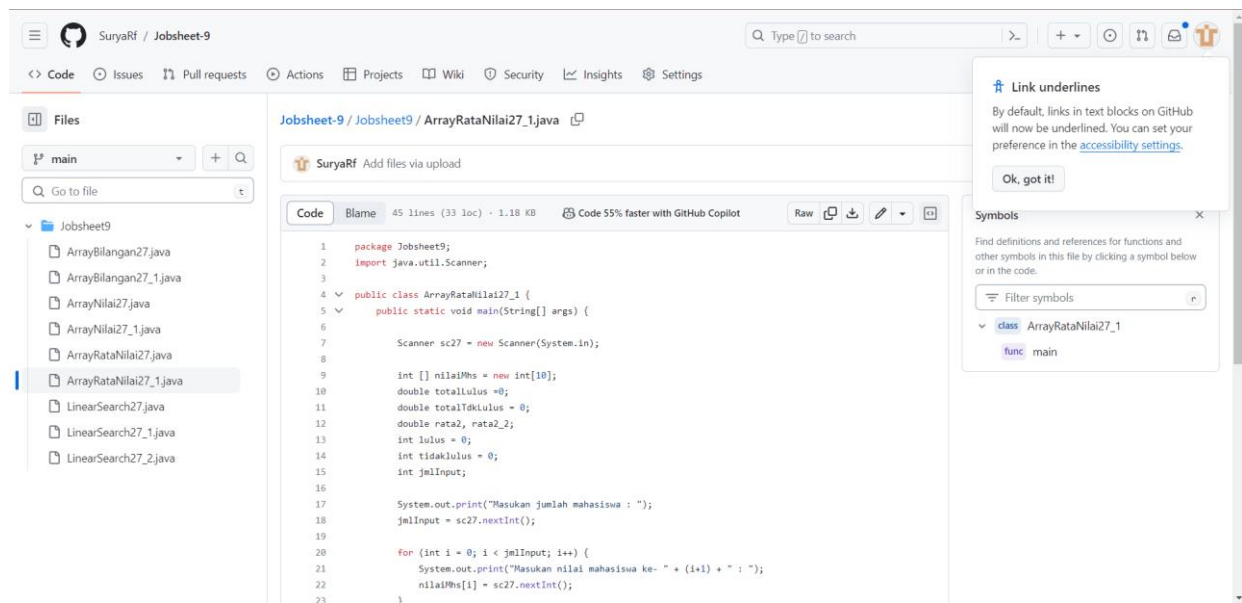 SuryaRf / Jobsheet-9
Type / to search
Code Issues Pull requests Actions Projects Wiki Security Insights Settings
Link underlines
By default, links in text blocks on GitHub
will now be underlined. You can set your
preference in the accessibility settings.
Ok, got it!
Files
main
Go to file t
Jobsheet9
ArrayBilangan27.java
ArrayBilangan27_1.java
ArrayNilai27.java
ArrayNilai27_1.java
ArrayRataNilai27.java
ArrayRataNilai27_1.java
LinearSearch27.java
LinearSearch27_1.java
LinearSearch27_2.java
Jobsheet-9 / Jobsheet9 / ArrayRataNilai27_1.java
SuryaRf Add files via upload
Code Blame 45 lines (33 loc) · 1.18 KB Code 55% faster with GitHub Copilot Raw
1 package Jobsheet9;
2 import java.util.Scanner;
3
4 public class ArrayRataNilai27_1 {
5 public static void main(String[] args) {
6
7 Scanner sc27 = new Scanner(System.in);
8
9 int [] nilaiMhs = new int[10];
10 double totalLulus =0;
11 double totalTdkLulus = 0;
12 double rata2, rata2_2;
13 int lulus = 0;
14 int tidaklulus = 0;
15 int jmlInput;
16
17 System.out.print("Masukan jumlah mahasiswa : ");
18 jmlInput = sc27.nextInt();
19
20 for (int i = 0; i < jmlInput; i++) {
21 System.out.print("Masukan nilai mahasiswa ke- " + (i+1) + " : ");
22 nilaiMhs[i] = sc27.nextInt();
23 }
Symbols
Find definitions and references for functions and
other symbols in this file by clicking a symbol below
or in the code.
Filter symbols r
class ArrayRataNilai27_1
func main